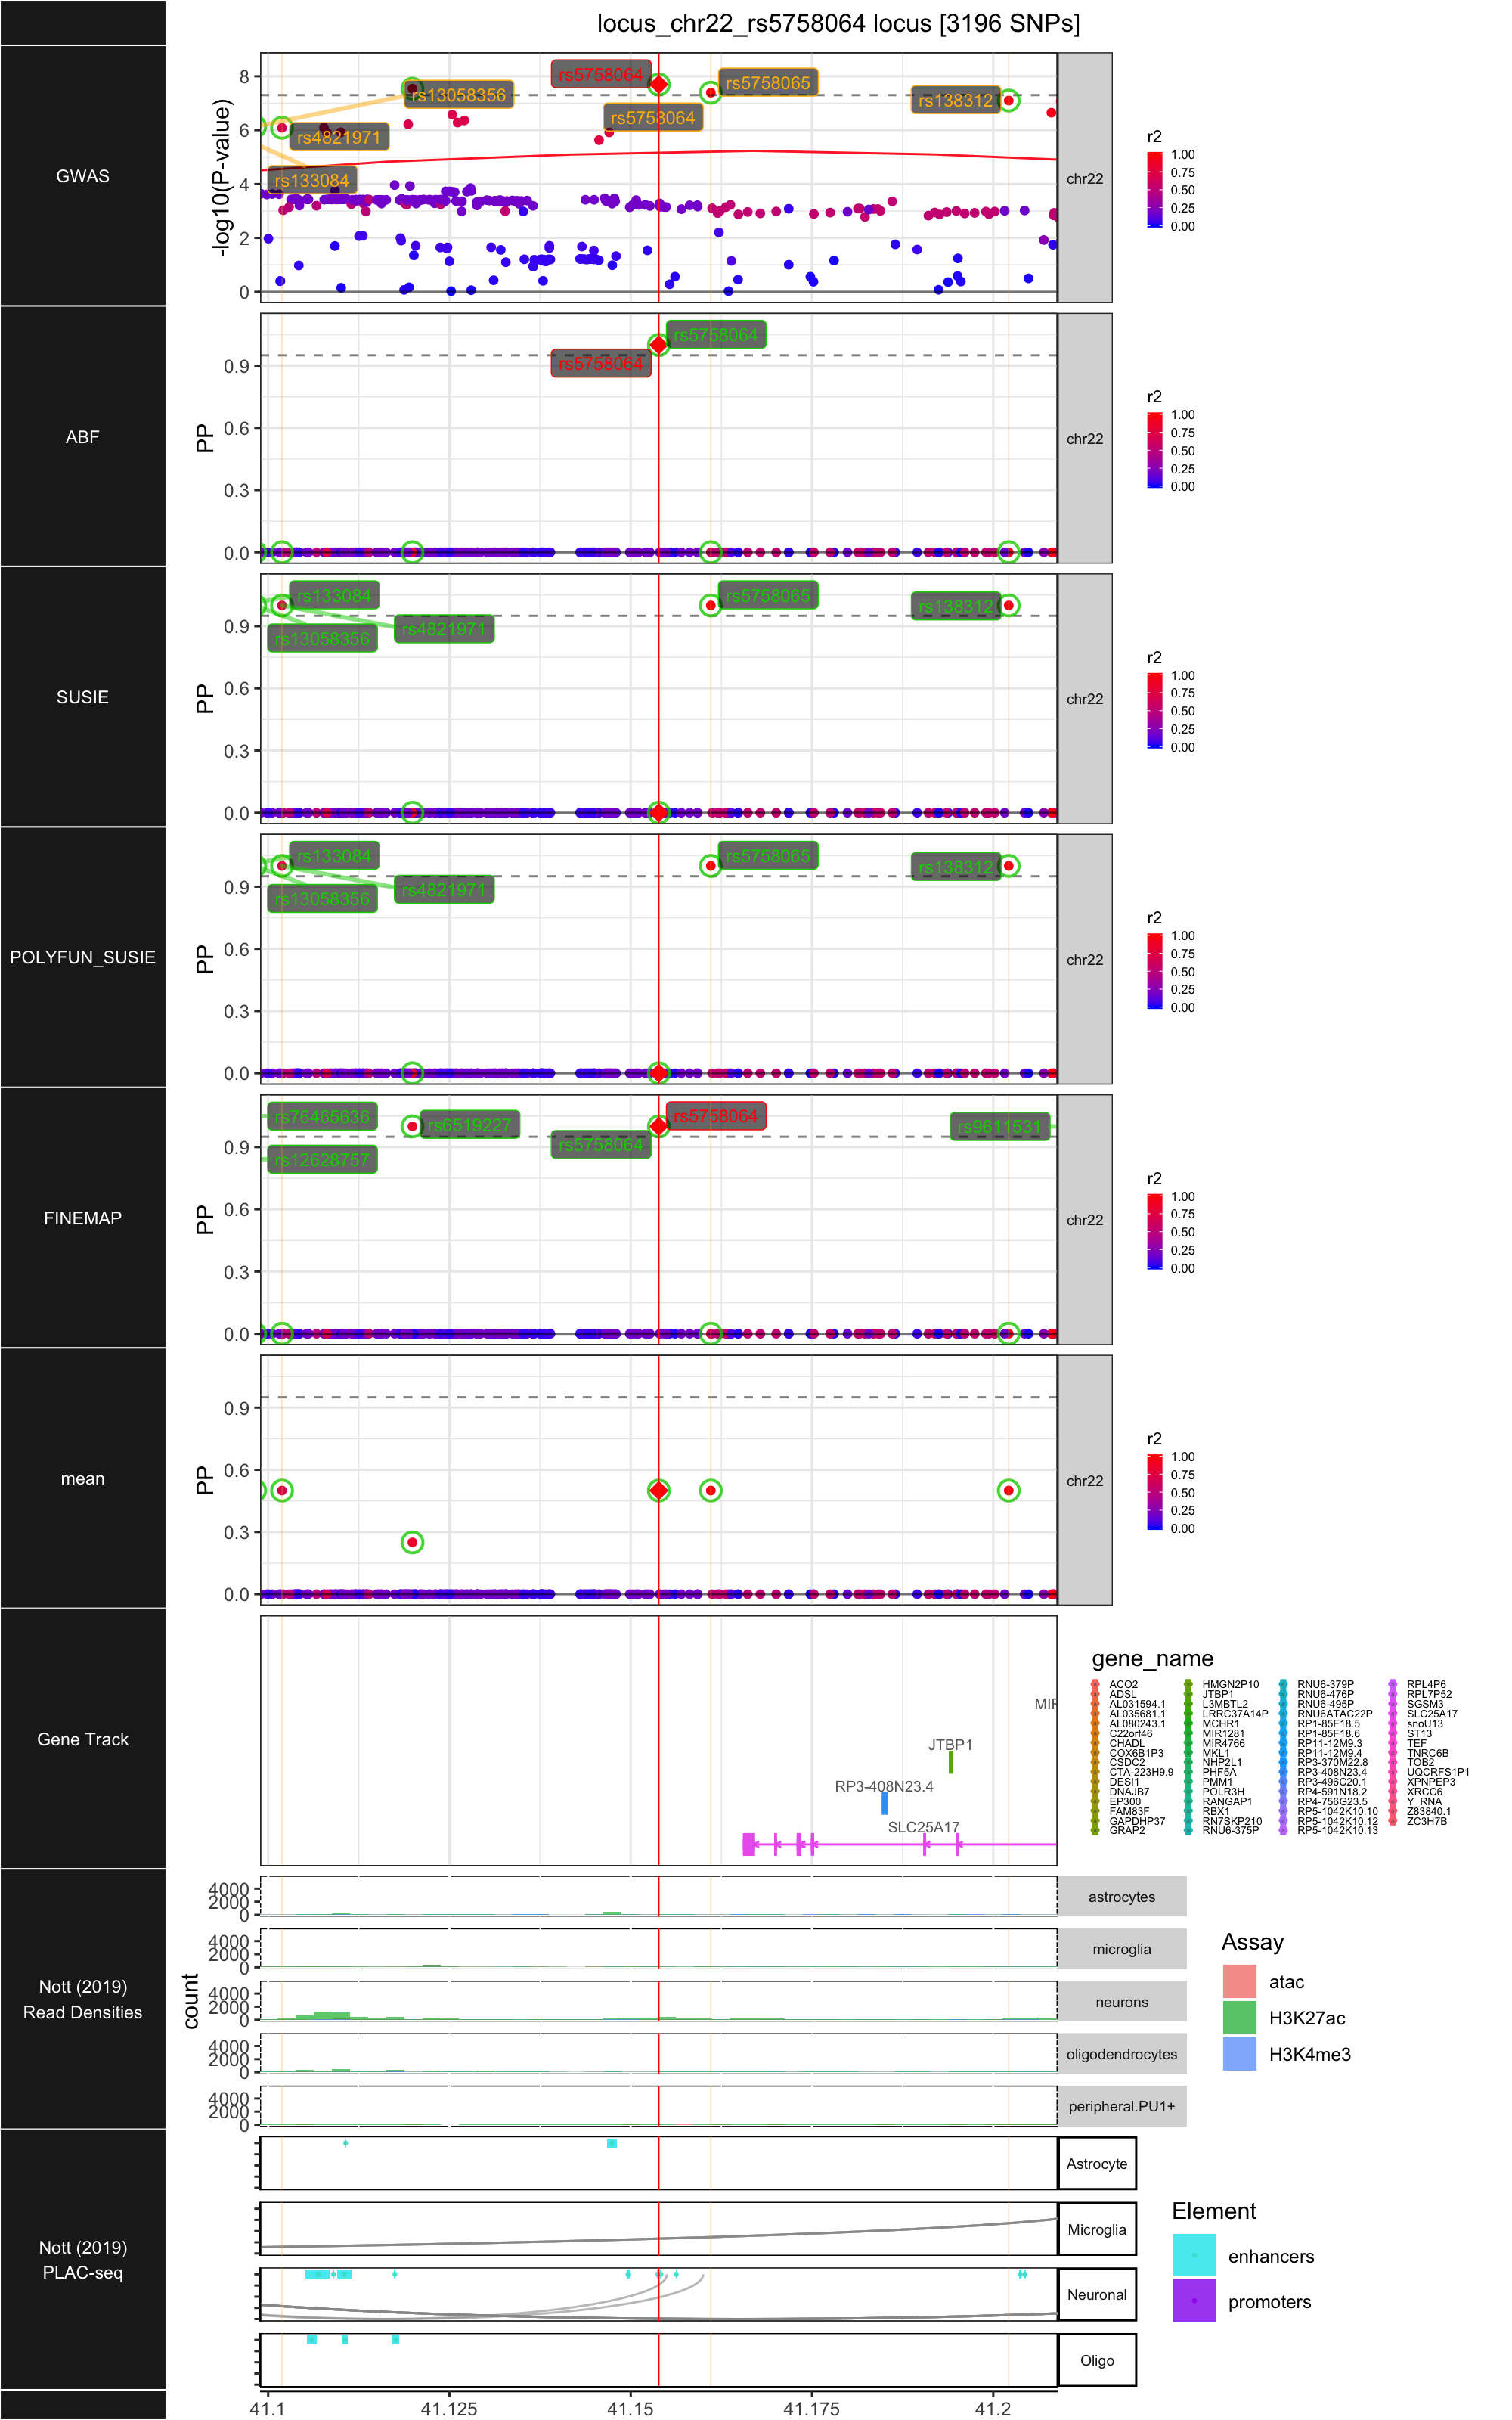 locus_chr22_rs5758064 locus [3196 SNPs]
GWAS
-log10(P-value)
8
6
4
2
0
rs5758064
rs13058356
rs5758065
rs5758064
rs138312
rs4821971
rs133084
chr22
r2
1.00
0.75
0.50
0.25
0.00
ABF
PP
0.9
0.6
0.3
0.0
rs5758064
rs5758064
chr22
r2
1.00
0.75
0.50
0.25
0.00
SUSIE
PP
0.9
0.6
0.3
0.0
rs133084
rs5758065
rs138312
rs4821971
rs13058356
chr22
r2
1.00
0.75
0.50
0.25
0.00
POLYFUN_SUSIE
PP
0.9
0.6
0.3
0.0
rs133084
rs5758065
rs138312
rs4821971
rs13058356
chr22
r2
1.00
0.75
0.50
0.25
0.00
FINEMAP
PP
0.9
0.6
0.3
0.0
rs76465636
rs6519227
rs5758064
rs9611531
rs5758064
rs12628757
chr22
r2
1.00
0.75
0.50
0.25
0.00
mean
PP
0.9
0.6
0.3
0.0
chr22
r2
1.00
0.75
0.50
0.25
0.00
Gene Track
MIF
JTBP1
RP3-408N23.4
SLC25A17
gene_name
ACO2
ADSL
AL031594.1
AL035681.1
AL080243.1
C22orf46
CHADL
COX6B1P3
CSDC2
CTA-223H9.9
DESI1
DNAJB7
EP300
FAM83F
GAPDHP37
GRAP2
HMGN2P10
JTBP1
L3MBTL2
LRRC37A14P
MCHR1
MIR1281
MIR4766
MKL1
NHP2L1
PHF5A
PMM1
POLR3H
RANGAP1
RBX1
RN7SKP210
RNU6-375P
RNU6-379P
RNU6-476P
RNU6-495P
RNU6ATAC22P
RP1-85F18.5
RP1-85F18.6
RP11-12M9.3
RP11-12M9.4
RP3-370M22.8
RP3-408N23.4
RP3-496C20.1
RP4-591N18.2
RP4-756G23.5
RP5-1042K10.10
RP5-1042K10.12
RP5-1042K10.13
RPL4P6
RPL7P52
SGSM3
SLC25A17
snoU13
ST13
TEF
TNRC6B
TOB2
UQCRFS1P1
XPNPEP3
XRCC6
Y_RNA
Z83840.1
ZC3H7B
Nott (2019)
Read Densities
count
4000
2000
0
astrocytes
4000
2000
0
microglia
4000
2000
0
neurons
4000
2000
0
oligodendrocytes
4000
2000
0
peripheral.PU1+
Assay
atac
H3K27ac
H3K4me3
Nott (2019)
PLAC-seq
Astrocyte
Microglia
Neuronal
Oligo
Element
enhancers
promoters
41.1
41.125
41.15
41.175
41.2